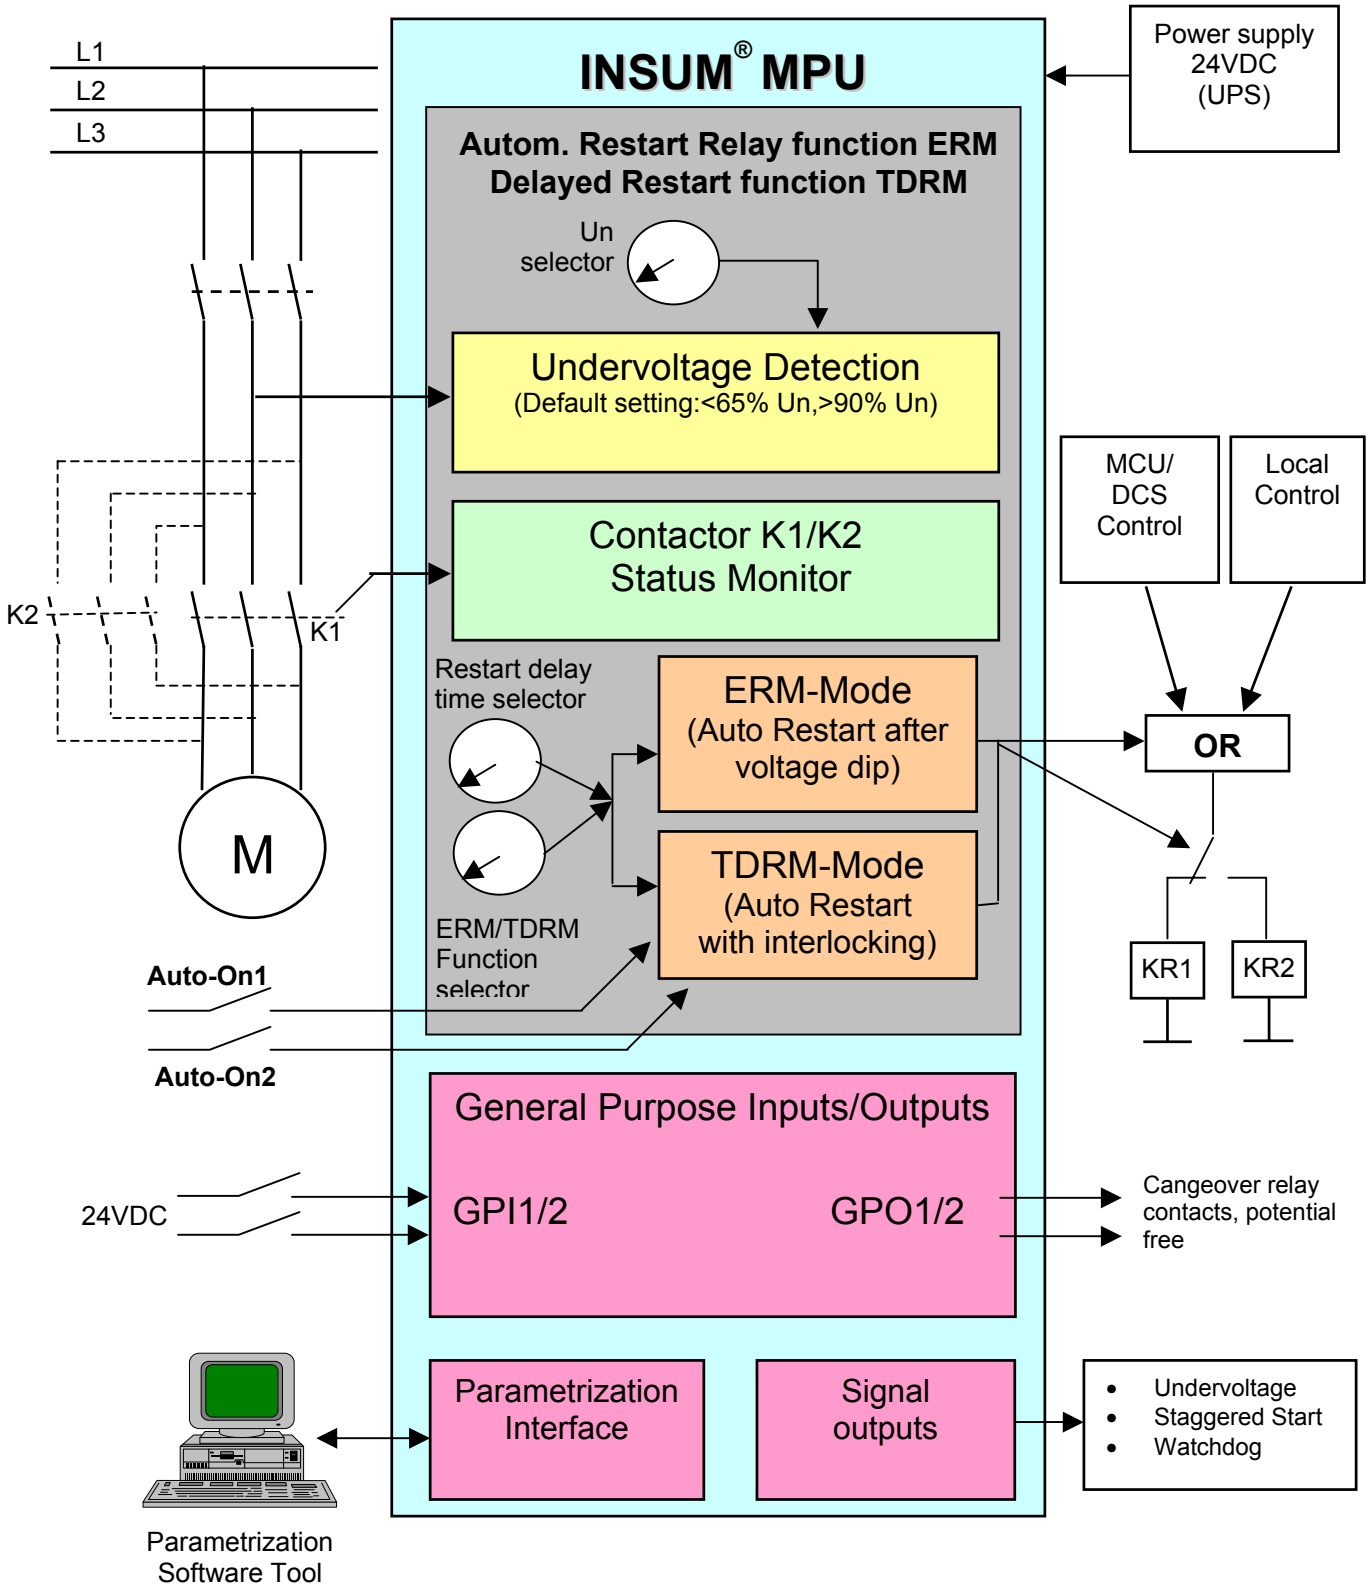 L1
L2
L3
INSUM® MPU
Power supply
24VDC
(UPS)
Autom. Restart Relay function ERM
Delayed Restart function TDRM
Un
selector
Undervoltage Detection
(Default setting:<65% Un,>90% Un)
MCU/
DCS
Control
Local
Control
Contactor K1/K2
Status Monitor
K2
K1
Restart delay
time selector
ERM-Mode
(Auto Restart after
voltage dip)
OR
M
TDRM-Mode
(Auto Restart
with interlocking)
ERM/TDRM
Function
selector
KR1
KR2
Auto-On1
Auto-On2
General Purpose Inputs/Outputs
24VDC
GPI1/2
GPO1/2
Cangeover relay
contacts, potential
free
Parametrization
Interface
Signal
outputs
• Undervoltage
• Staggered Start
• Watchdog
Parametrization
Software Tool